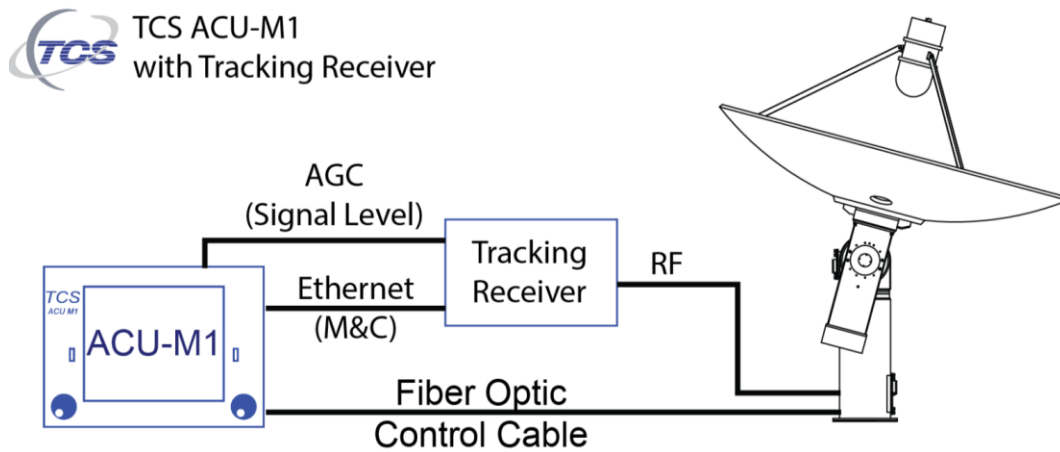 TCS
TCS ACU-M1
with Tracking Receiver
AGC
(Signal Level)
Tracking
Receiver
RF
Ethernet
(M&C)
TCS
ACU M1
ACU-M1
Fiber Optic
Control Cable